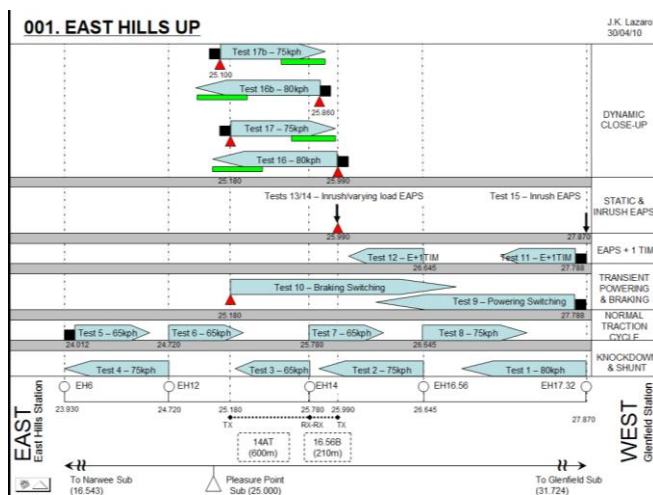 001. EAST HILLS UP
J.K. Lazaro
30/04/10
Test 17b – 75kph
25.100
Test 16b – 80kph
25.860
Test 17 – 75kph
Test 16 – 80kph
25.180
25.990
DYNAMIC
CLOSE-UP
Tests 13/14 – Inrush/varying load EAPS
Test 15 – Inrush EAPS
25.990
27.870
STATIC &
INRUSH EAPS
Test 12 – E+1TIM
26.645
Test 11 – E+1TIM
27.788
EAPS + 1 TIM
Test 10 – Braking Switching
25.180
Test 9 – Powering Switching
27.788
TRANSIENT
POWERING
& BRAKING
Test 5 – 65kph
24.012
Test 6 – 65kph
24.720
Test 7 – 65kph
25.780
Test 8 – 75kph
26.645
NORMAL
TRACTION
CYCLE
Test 4 – 75kph
Test 3 – 65kph
Test 2 – 75kph
Test 1 – 80kph
KNOCKDOWN
& SHUNT
EH6
EH12
EH14
EH16.56
EH17.32
23.930
24.720
25.180
25.780
25.990
26.645
27.870
TX
RX-RX
TX
14AT
(600m)
16.56B
(210m)
EAST
East Hills Station
WEST
Glenfield Station
To Narwee Sub
(16.543)
Pleasure Point
Sub (25.000)
To Glenfield Sub
(31.724)